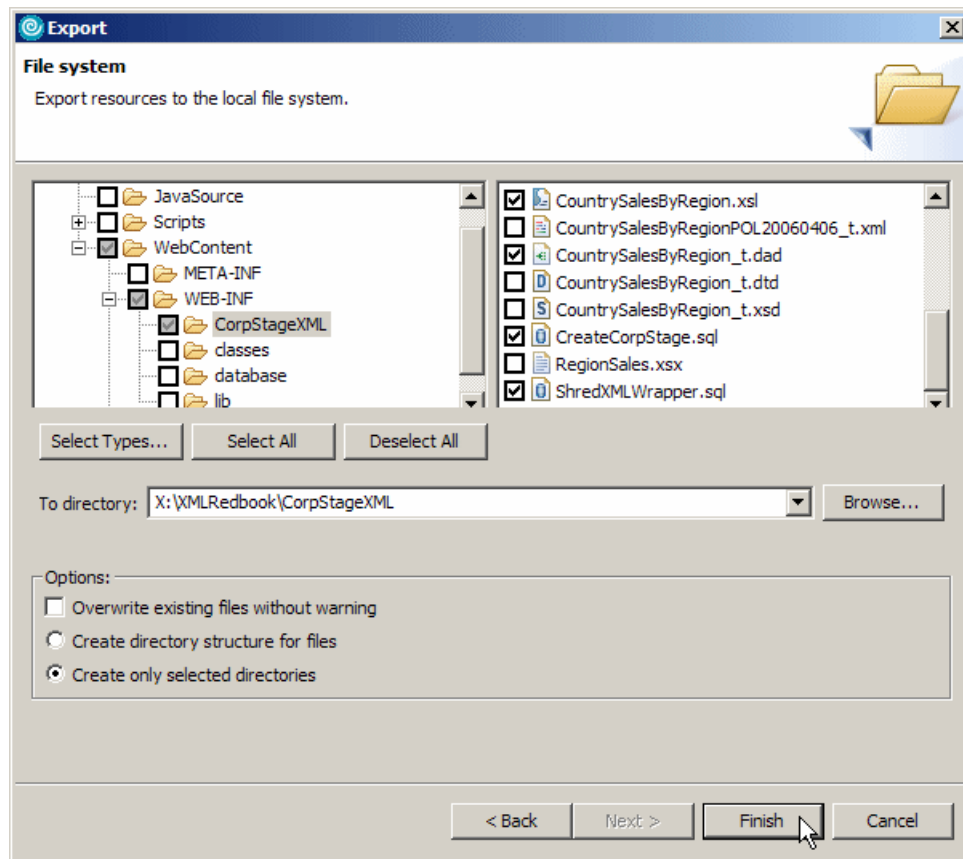 Export
File system
Export resources to the local file system.
JavaSource
Scripts
WebContent
META-INF
WEB-INF
CorpStageXML
classes
database
lib
CountrySalesByRegion.xsl
CountrySalesByRegionPOL20060406_t.xml
CountrySalesByRegion_t.dad
CountrySalesByRegion_t.dtd
CountrySalesByRegion_t.xsd
CreateCorpStage.sql
RegionSales.xsx
ShredXMLWrapper.sql
Select Types... Select All Deselect All
To directory: X:\XMLRedbook\CorpStageXML Browse...
Options:
Overwrite existing files without warning
Create directory structure for files
Create only selected directories
< Back Next > Finish Cancel